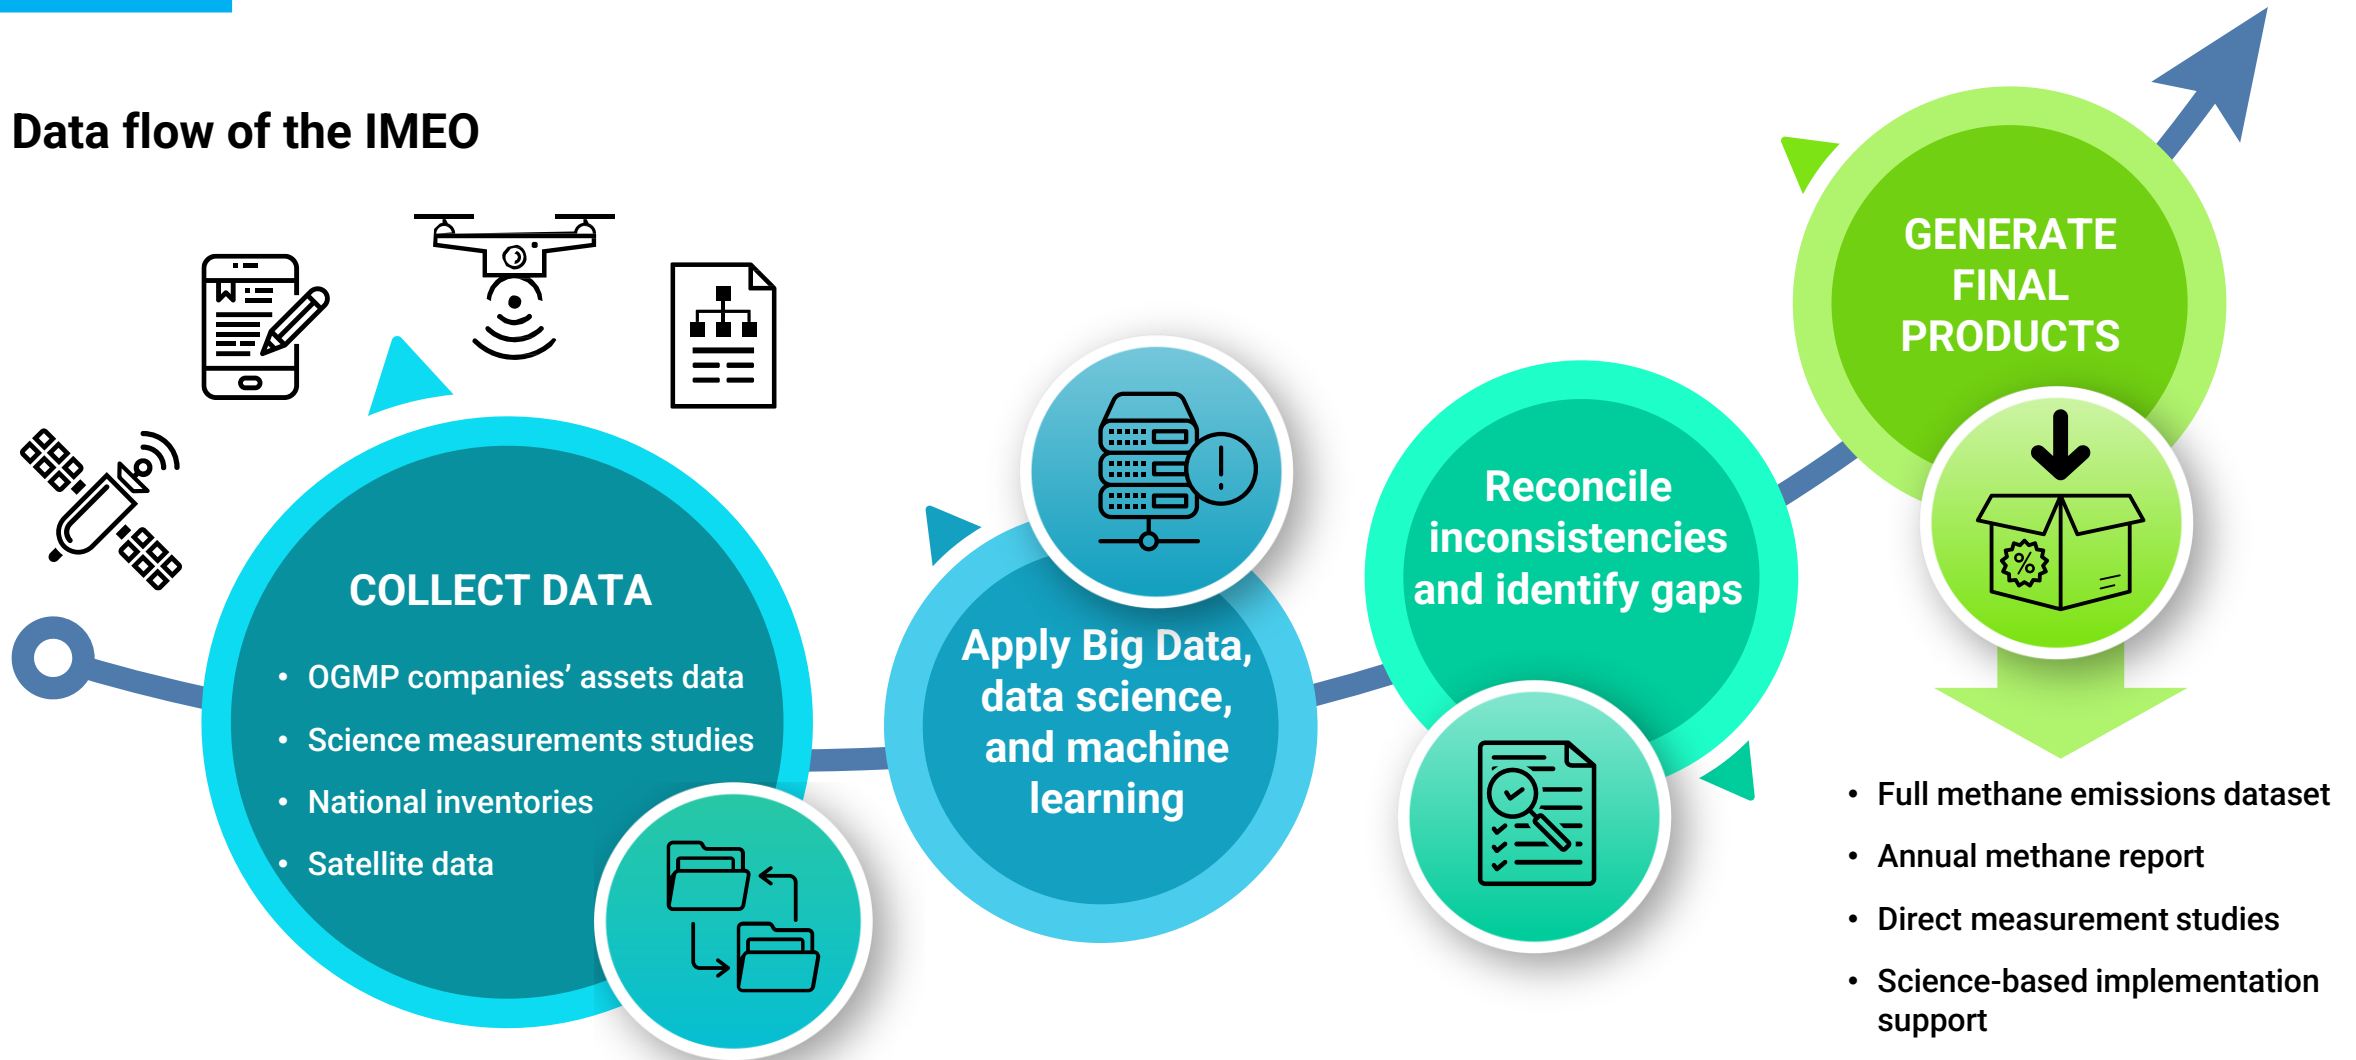 Data flow of the IMEO
COLLECT DATA
• OGMP companies’ assets data
• Science measurements studies
• National inventories
• Satellite data
Apply Big Data,
data science,
and machine
learning
Reconcile
inconsistencies
and identify gaps
GENERATE
FINAL
PRODUCTS
%
• Full methane emissions dataset
• Annual methane report
• Direct measurement studies
• Science-based implementation
support